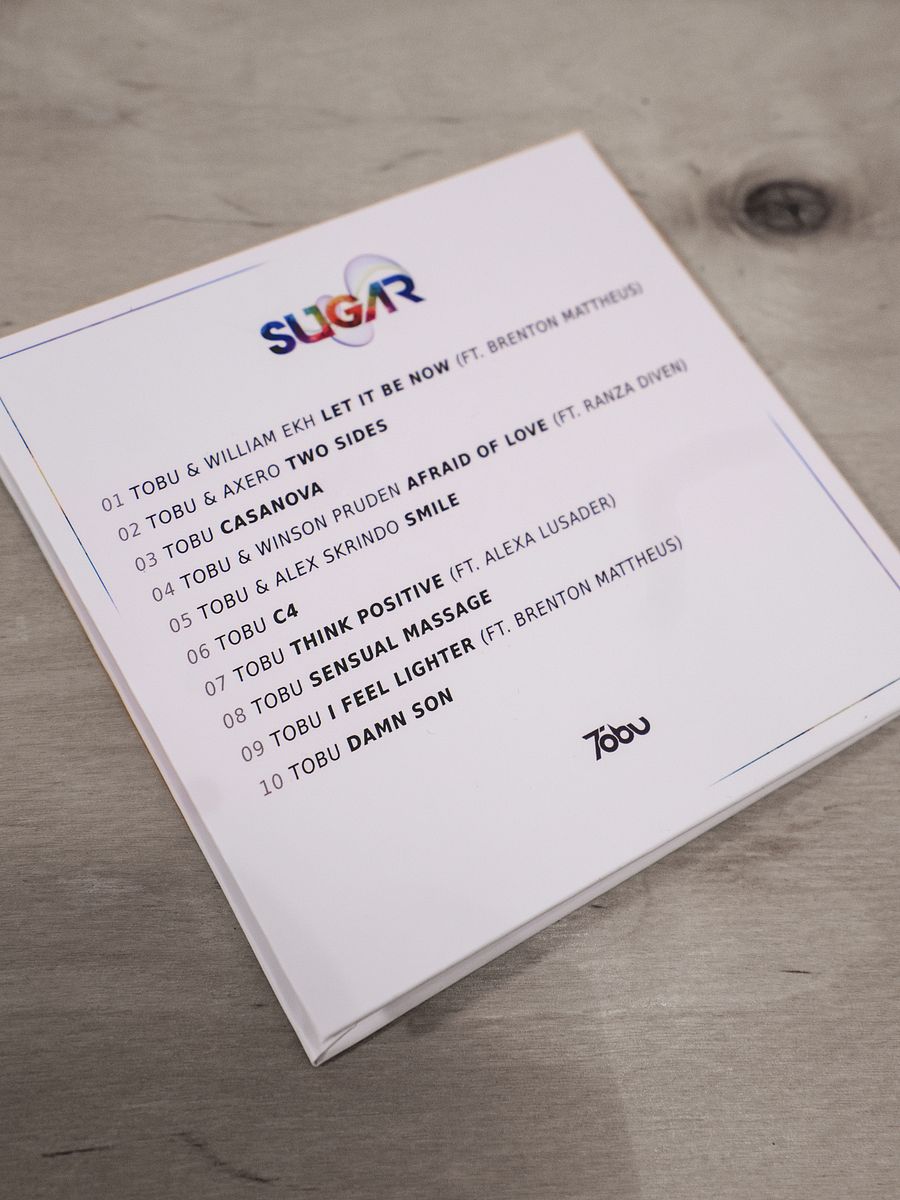 SUGAR
01 TOBU & WILLIAM EKH LET IT BE NOW (FT. BRENTON MATTHEUS)
02 TOBU & AXERO TWO SIDES
03 TOBU CASANOVA
04 TOBU & WINSON PRUDEN AFRAID OF LOVE (FT. RANZA DIVEN)
05 TOBU & ALEX SKRINDO SMILE
06 TOBU C4
07 TOBU THINK POSITIVE (FT. ALEXA LUSADER)
08 TOBU SENSUAL MASSAGE
09 TOBU I FEEL LIGHTER (FT. BRENTON MATTHEUS)
10 TOBU DAMN SON
Tobu